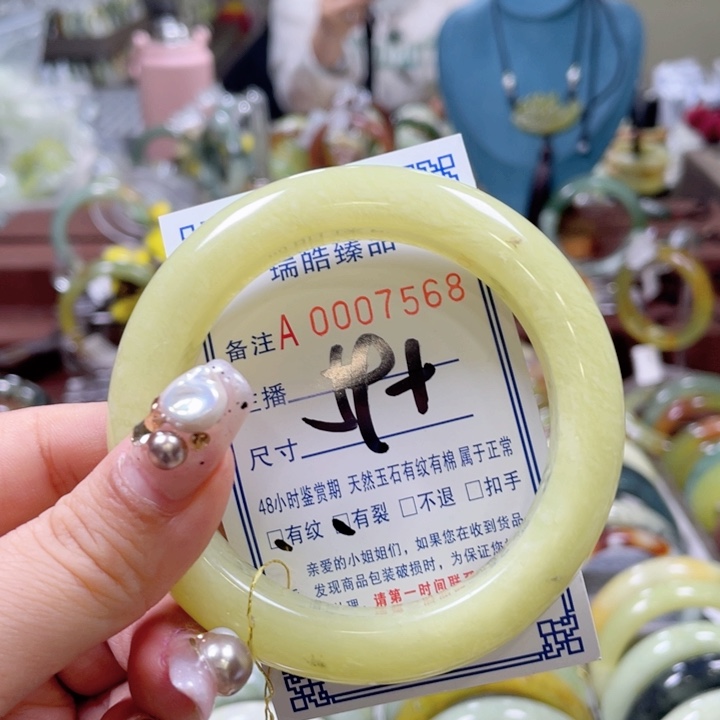 瑞皓臻品
备注A 0007568
主播
尺寸
48小时鉴赏期 天然玉石有纹有棉 属于正常
□有纹 □有裂 □不退 □扣手
亲爱的小姐姐们，如果您在收到货品
发现商品包装破损时，为保证您
请第一时间联